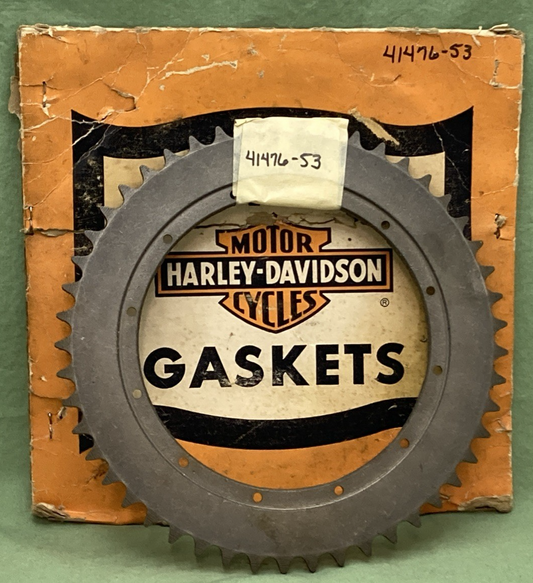 41476-53
41476-53
MOTOR
HARLEY-DAVIDSON
CYCLES
®
GASKETS